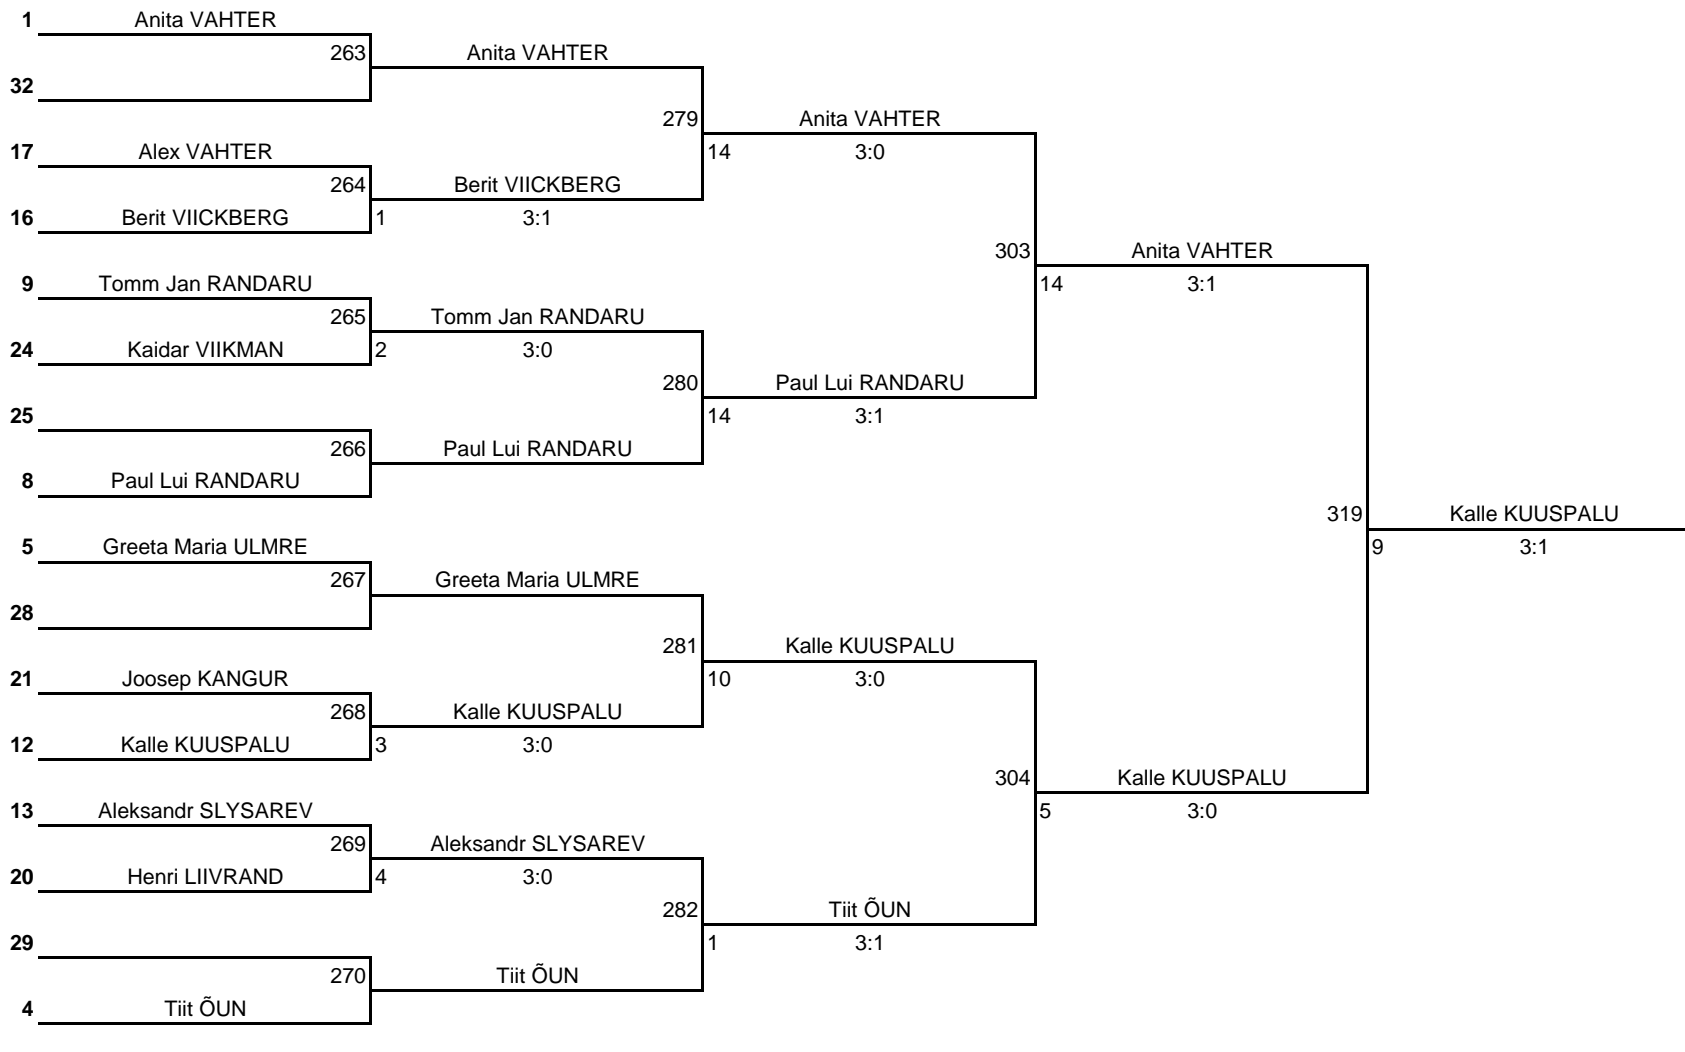 1 Anita VAHTER
263 Anita VAHTER
32
279 Anita VAHTER
17 Alex VAHTER
14 3:0
264 Berit VIICKBERG
16 Berit VIICKBERG 1 3:1
303 Anita VAHTER
9 Tomm Jan RANDARU
14 3:1
265 Tomm Jan RANDARU
24 Kaidar VIIKMAN 2 3:0
280 Paul Lui RANDARU
25
14 3:1
266 Paul Lui RANDARU
8 Paul Lui RANDARU
319 Kalle KUUSPALU
5 Greeta Maria ULMRE
9 3:1
267 Greeta Maria ULMRE
28
281 Kalle KUUSPALU
21 Joosep KANGUR
10 3:0
268 Kalle KUUSPALU
12 Kalle KUUSPALU 3 3:0
304 Kalle KUUSPALU
13 Aleksandr SLYSAREV
5 3:0
269 Aleksandr SLYSAREV
20 Henri LIIVRAND 4 3:0
282 Tiit ÕUN
29
1 3:1
270 Tiit ÕUN
4 Tiit ÕUN